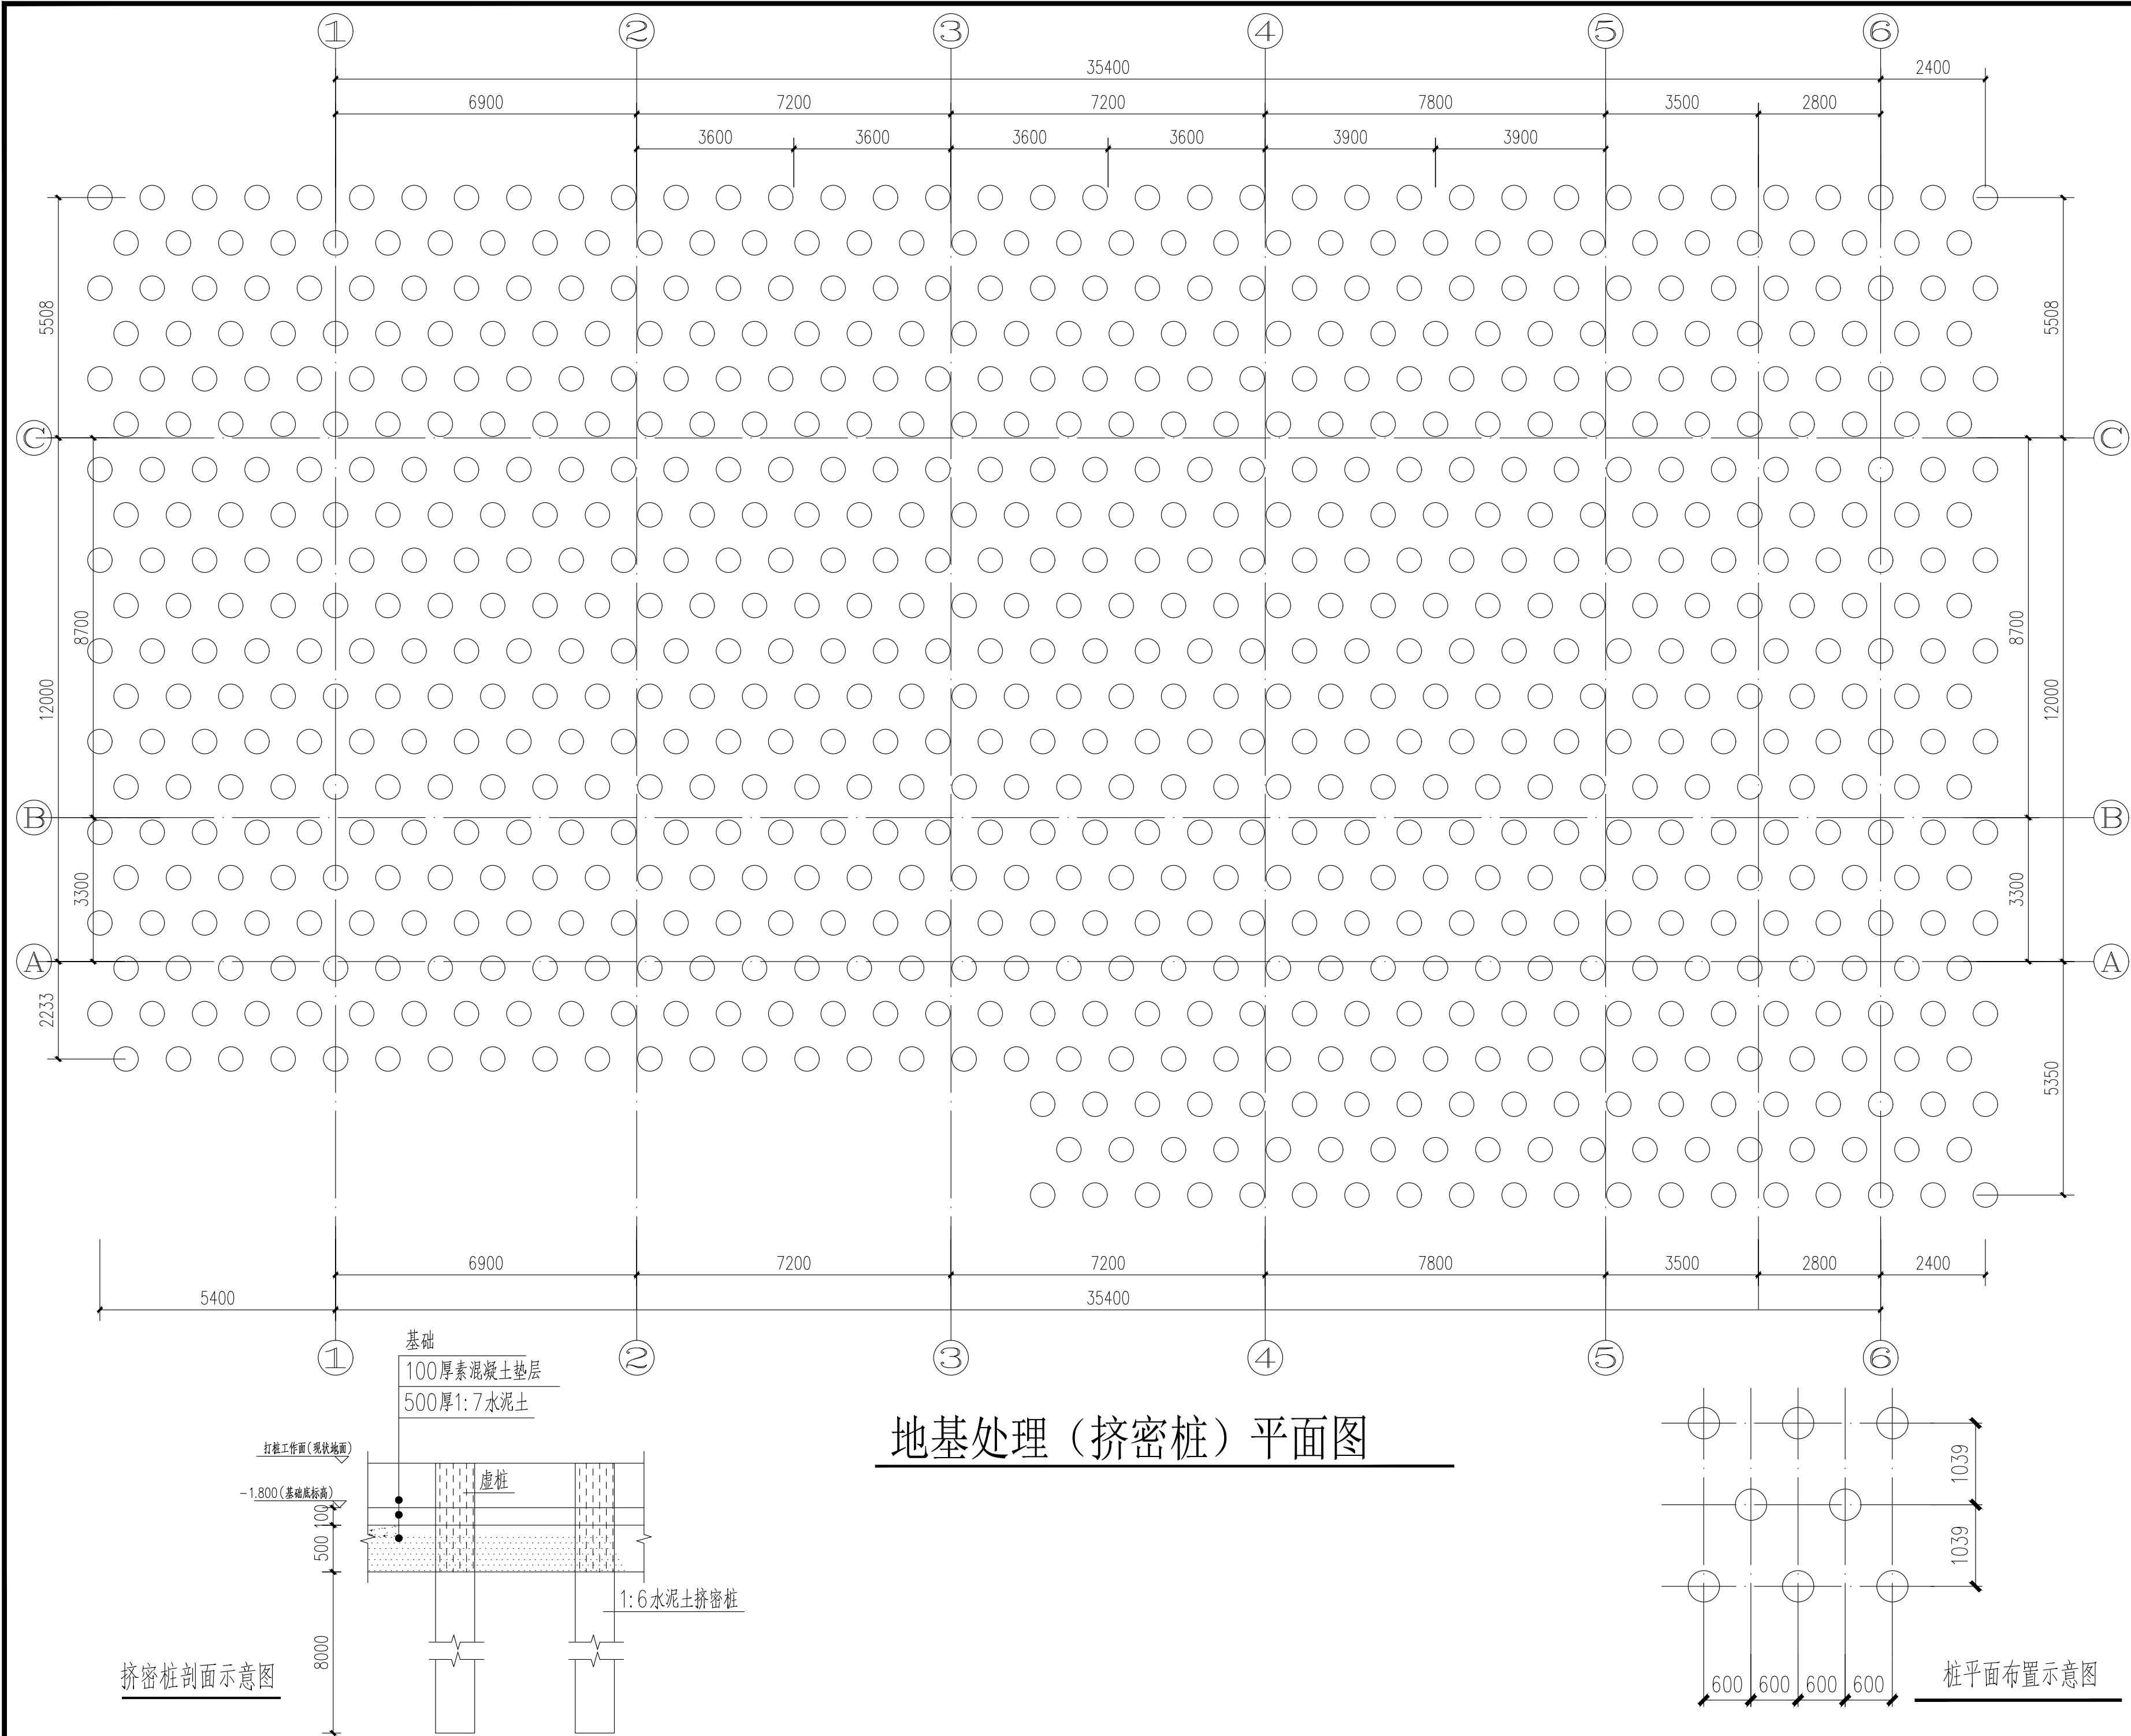 1 2 3 4 5 6
35400 2400
6900 7200 7200 7800 3500 2800
3600 3600 3600 3600 3900 3900
5508 5508
C C
8700 8700
12000 12000
B B
3300 3300
A A
2233
5350
6900 7200 7200 7800 3500 2800 2400
5400 35400
1 2 3 4 5 6
基础
100厚素混凝土垫层
500厚1:7水泥土
地基处理（挤密桩）平面图
打桩工作面(现状地面)
虚桩
-1.800(基础底标高)
100
500
1:6水泥土挤密桩
8000
挤密桩剖面示意图
1039
1039
600 600 600 600
桩平面布置示意图